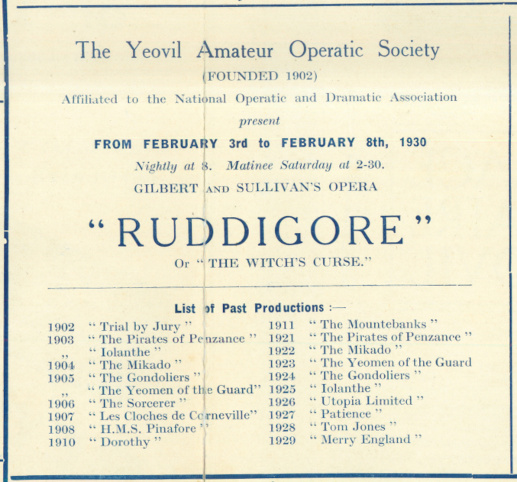 The Yeovil Amateur Operatic Society
(FOUNDED 1902)
Affiliated to the National Operatic and Dramatic Association
present
FROM FEBRUARY 3rd to FEBRUARY 8th, 1930
Nightly at 8. Matinee Saturday at 2-30.
GILBERT AND SULLIVAN'S OPERA
“RUDDIGORE”
Or “THE WITCH'S CURSE.”
List of Past Productions :—
1902 “Trial by Jury”
1903 “The Pirates of Penzance”
„ “Iolanthe”
1904 “The Mikado”
1905 “The Gondoliers”
„ “The Yeomen of the Guard”
1906 “The Sorcerer”
1907 “Les Cloches de Corneville”
1908 “H.M.S. Pinafore”
1910 “Dorothy”
1911 “The Mountebanks”
1921 “The Pirates of Penzance”
1922 “The Mikado”
1923 “The Yeomen of the Guard
1924 “The Gondoliers”
1925 “Iolanthe”
1926 “Utopia Limited”
1927 “Patience”
1928 “Tom Jones”
1929 “Merry England”